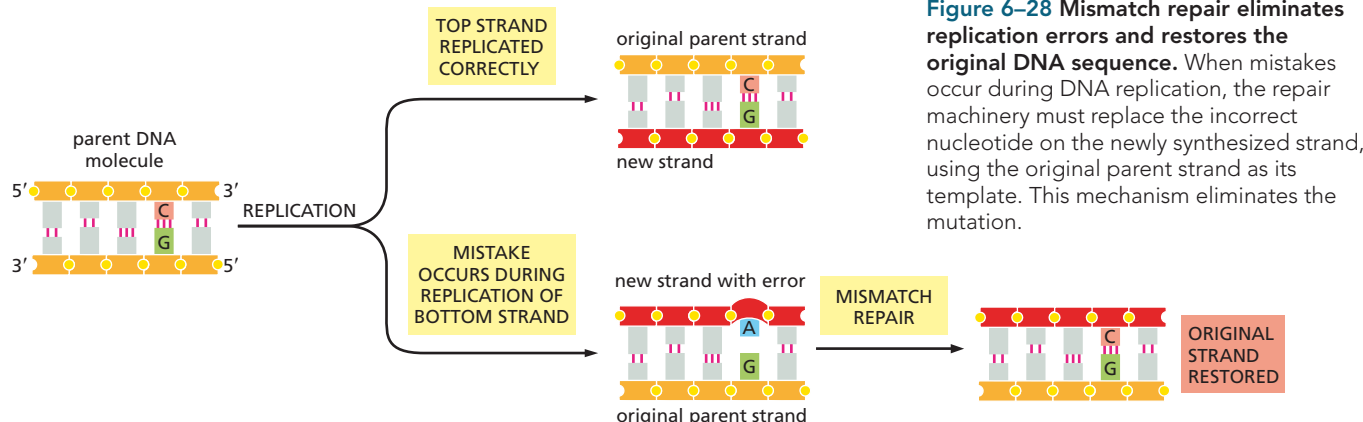 TOP STRAND
REPLICATED
CORRECTLY
original parent strand
C
G
new strand
parent DNA
molecule
5′
3′
C
G
3′
5′
REPLICATION
MISTAKE
OCCURS DURING
REPLICATION OF
BOTTOM STRAND
new strand with error
A
G
original parent strand
MISMATCH
REPAIR
C
G
ORIGINAL
STRAND
RESTORED
Figure 6–28 Mismatch repair eliminates
replication errors and restores the
original DNA sequence. When mistakes
occur during DNA replication, the repair
machinery must replace the incorrect
nucleotide on the newly synthesized strand,
using the original parent strand as its
template. This mechanism eliminates the
mutation.